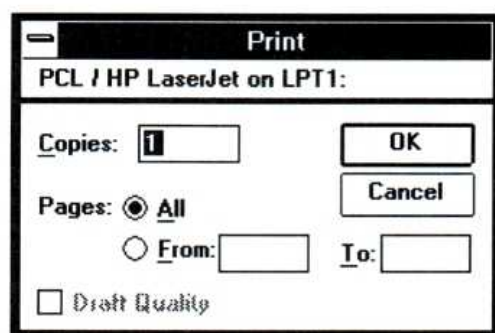 Print
PCL / HP LaserJet on LPT1:
Copies: 1 OK
Cancel
Pages: All
From: To:
Draft Quality